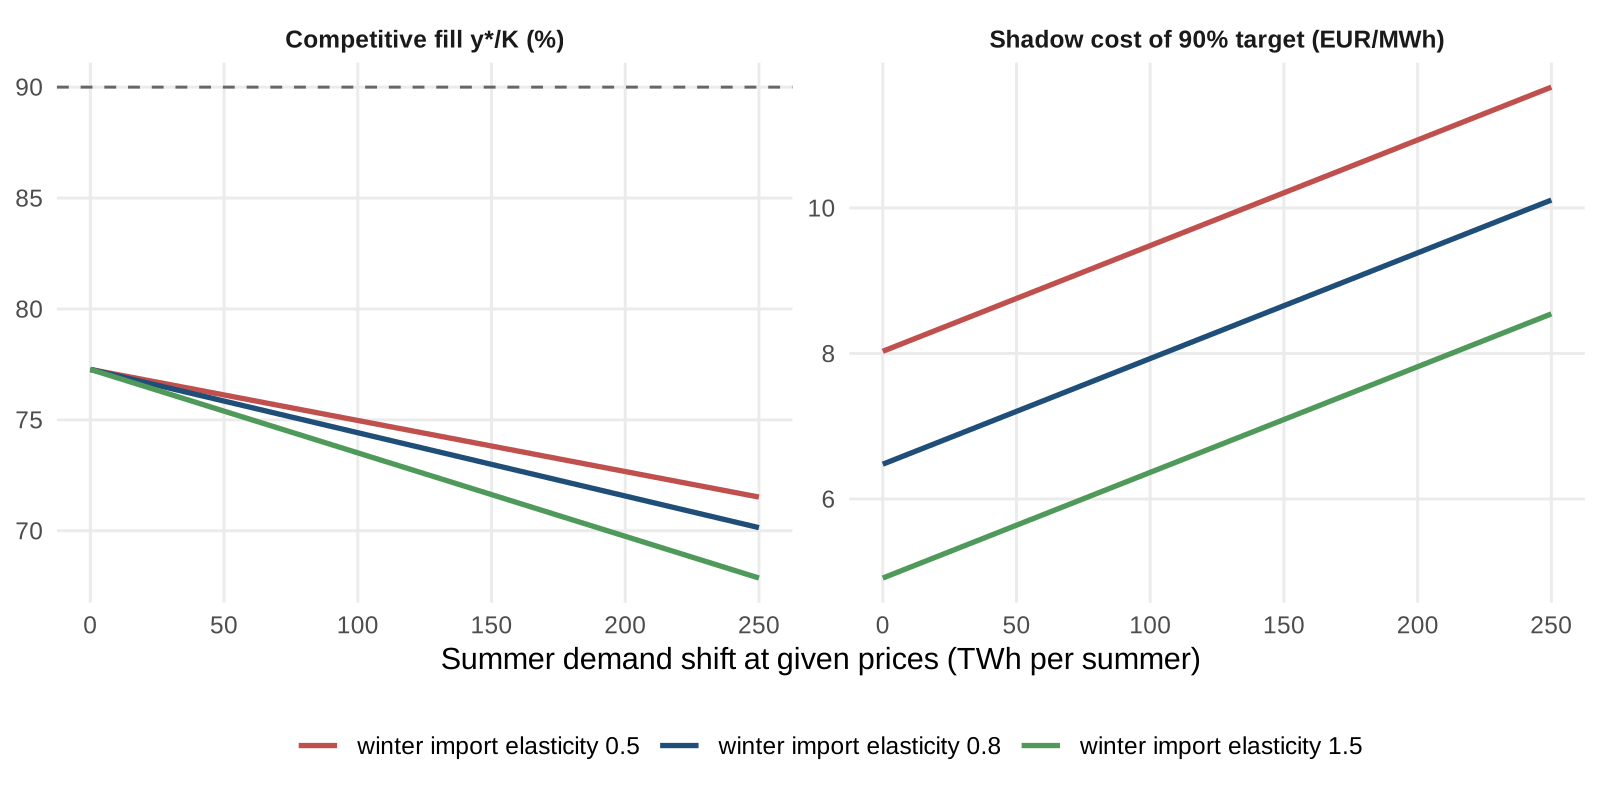 Competitive fill y*/K (%)
Shadow cost of 90% target (EUR/MWh)
90
85
80
75
70
10
8
6
0 50 100 150 200 250
0 50 100 150 200 250
Summer demand shift at given prices (TWh per summer)
winter import elasticity 0.5 winter import elasticity 0.8 winter import elasticity 1.5